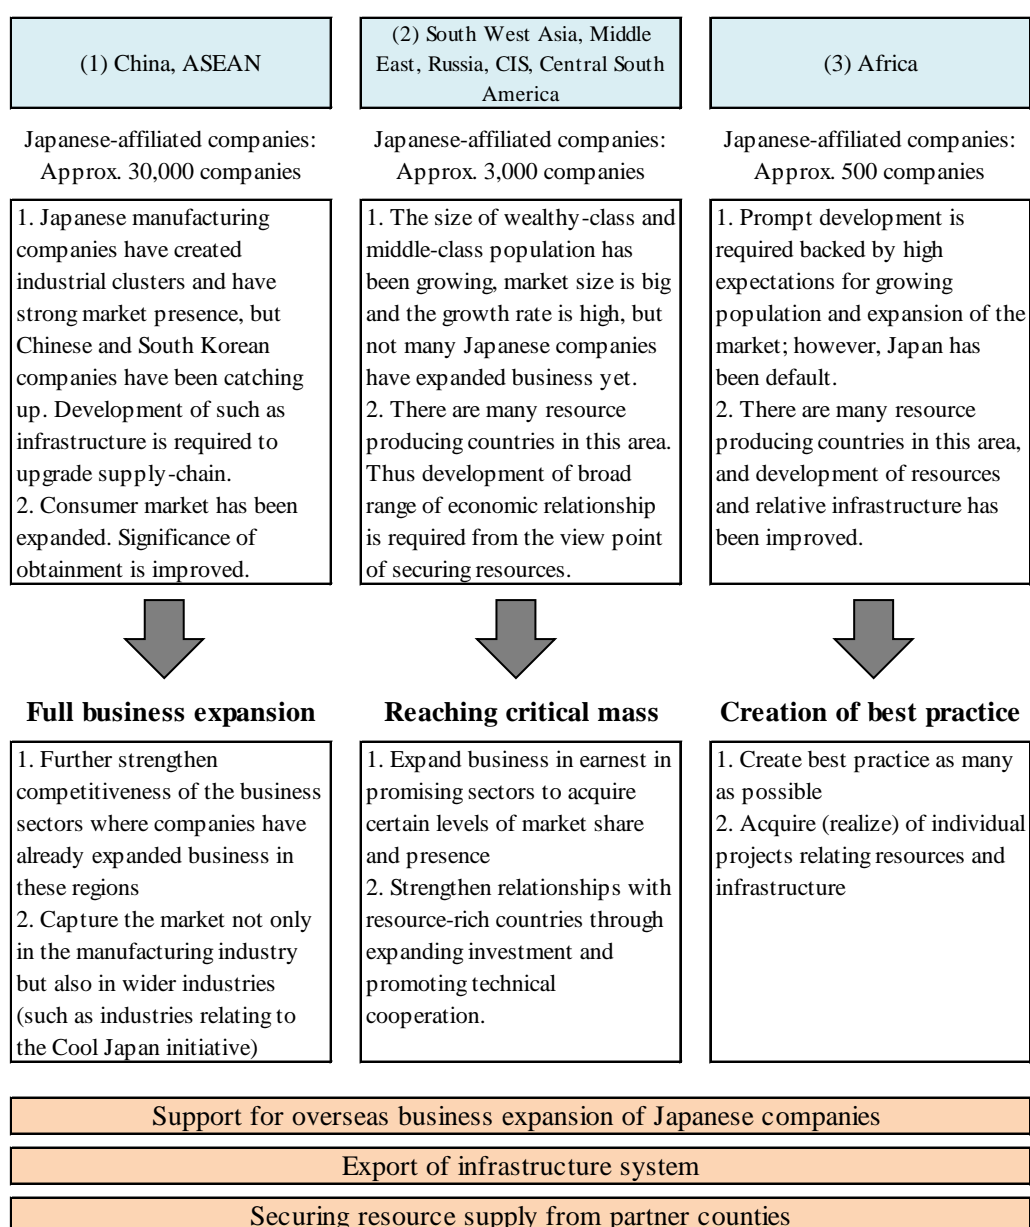 (1) China, ASEAN
Japanese-affiliated companies:
Approx. 30,000 companies
1. Japanese manufacturing
companies have created
industrial clusters and have
strong market presence, but
Chinese and South Korean
companies have been catching
up. Development of such as
infrastructure is required to
upgrade supply-chain.
2. Consumer market has been
expanded. Significance of
obtainment is improved.
Full business expansion
1. Further strengthen
competitiveness of the business
sectors where companies have
already expanded business in
these regions
2. Capture the market not only
in the manufacturing industry
but also in wider industries
(such as industries relating to
the Cool Japan initiative)
(2) South West Asia, Middle
East, Russia, CIS, Central South
America
Japanese-affiliated companies:
Approx. 3,000 companies
1. The size of wealthy-class and
middle-class population has
been growing, market size is big
and the growth rate is high, but
not many Japanese companies
have expanded business yet.
2. There are many resource
producing countries in this area.
Thus development of broad
range of economic relationship
is required from the view point
of securing resources.
Reaching critical mass
1. Expand business in earnest in
promising sectors to acquire
certain levels of market share
and presence
2. Strengthen relationships with
resource-rich countries through
expanding investment and
promoting technical
cooperation.
(3) Africa
Japanese-affiliated companies:
Approx. 500 companies
1. Prompt development is
required backed by high
expectations for growing
population and expansion of the
market; however, Japan has
been default.
2. There are many resource
producing countries in this area,
and development of resources
and relative infrastructure has
been improved.
Creation of best practice
1. Create best practice as many
as possible
2. Acquire (realize) of individual
projects relating resources and
infrastructure
Support for overseas business expansion of Japanese companies
Export of infrastructure system
Securing resource supply from partner counties